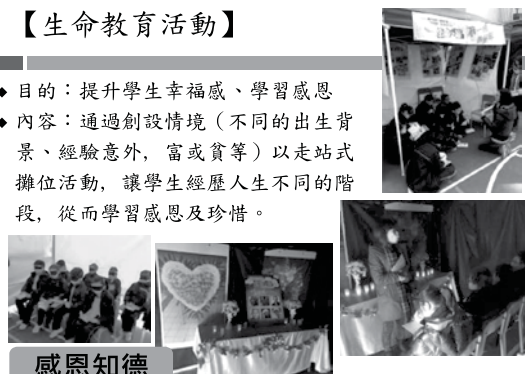 【生命教育活動】
目的：提升學生幸福感、學習感恩
內容：通過創設情境（不同的出生背
景、經驗意外，富或貧等）以走站式
攤位活動，讓學生經歷人生不同的階
段，從而學習感恩及珍惜。
感恩知德